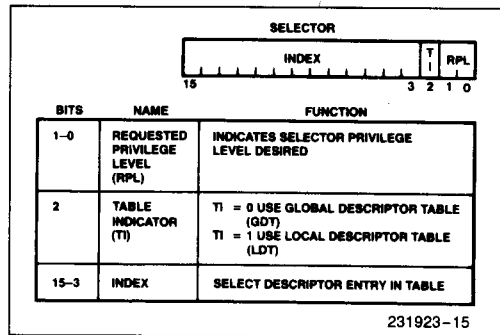 SELECTOR
INDEX T I RPL
15 3 2 1 0
BITS NAME FUNCTION
1–0 REQUESTED PRIVILEGE LEVEL (RPL) INDICATES SELECTOR PRIVILEGE LEVEL DESIRED
2 TABLE INDICATOR (TI) TI = 0 USE GLOBAL DESCRIPTOR TABLE (GDT)
TI = 1 USE LOCAL DESCRIPTOR TABLE (LDT)
15–3 INDEX SELECT DESCRIPTOR ENTRY IN TABLE
231923–15